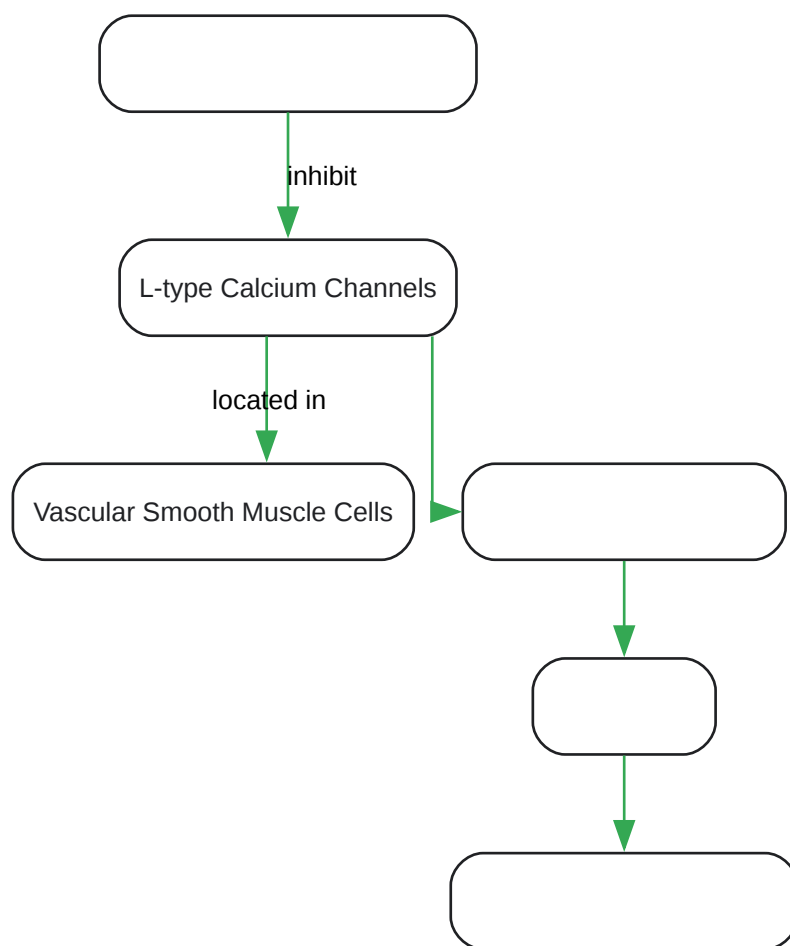 inhibit
L-type Calcium Channels
located in
Vascular Smooth Muscle Cells